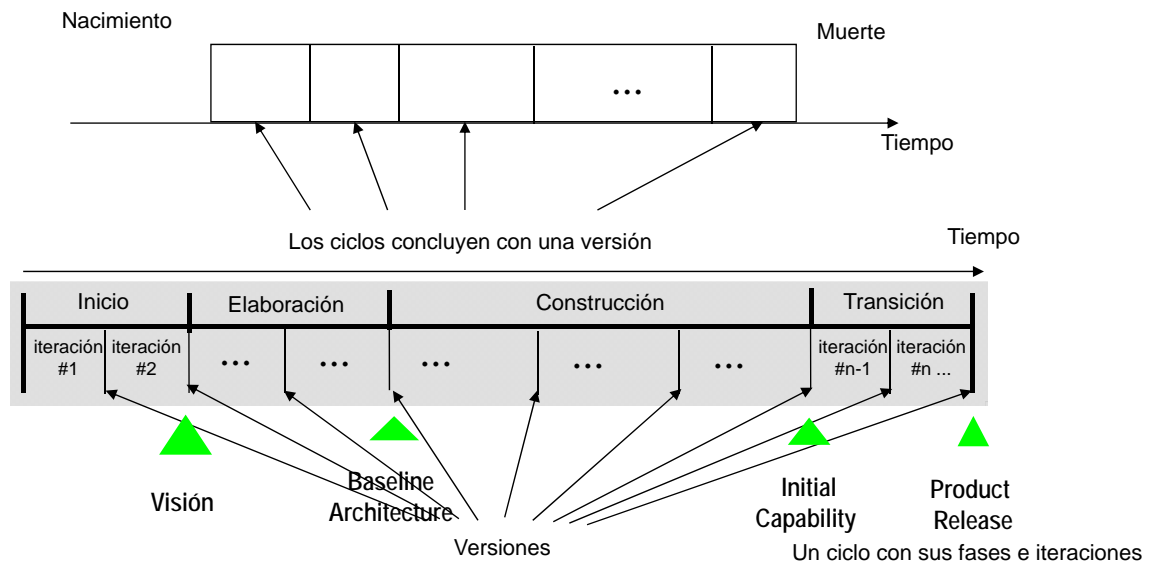 Nacimiento
Muerte
...
Tiempo
Los ciclos concluyen con una versión
Tiempo
Inicio
Elaboración
Construcción
Transición
iteración
#1
iteración
#2
...
...
...
...
...
iteración
#n-1
iteración
#n ...
Visión
Baseline
Architecture
Initial
Capability
Product
Release
Versiones
Un ciclo con sus fases e iteraciones